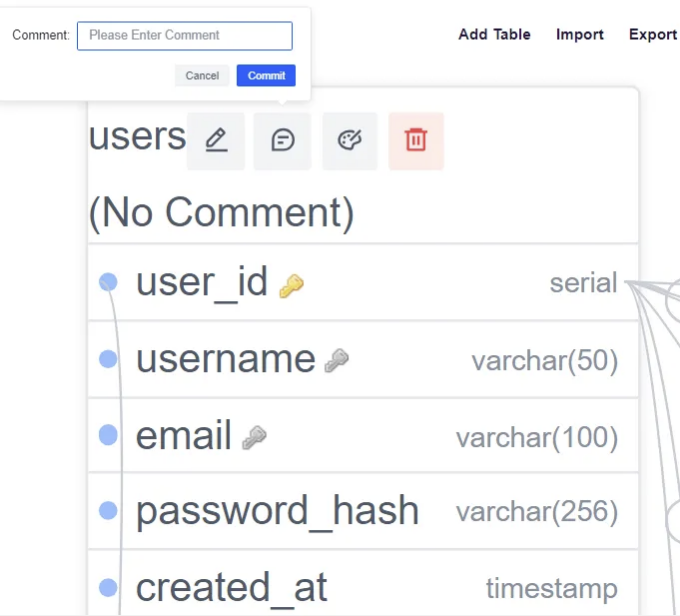 Comment: Please Enter Comment
Cancel Commit
Add Table Import Export
users
(No Comment)
user_id serial
username varchar(50)
email varchar(100)
password_hash varchar(256)
created_at timestamp